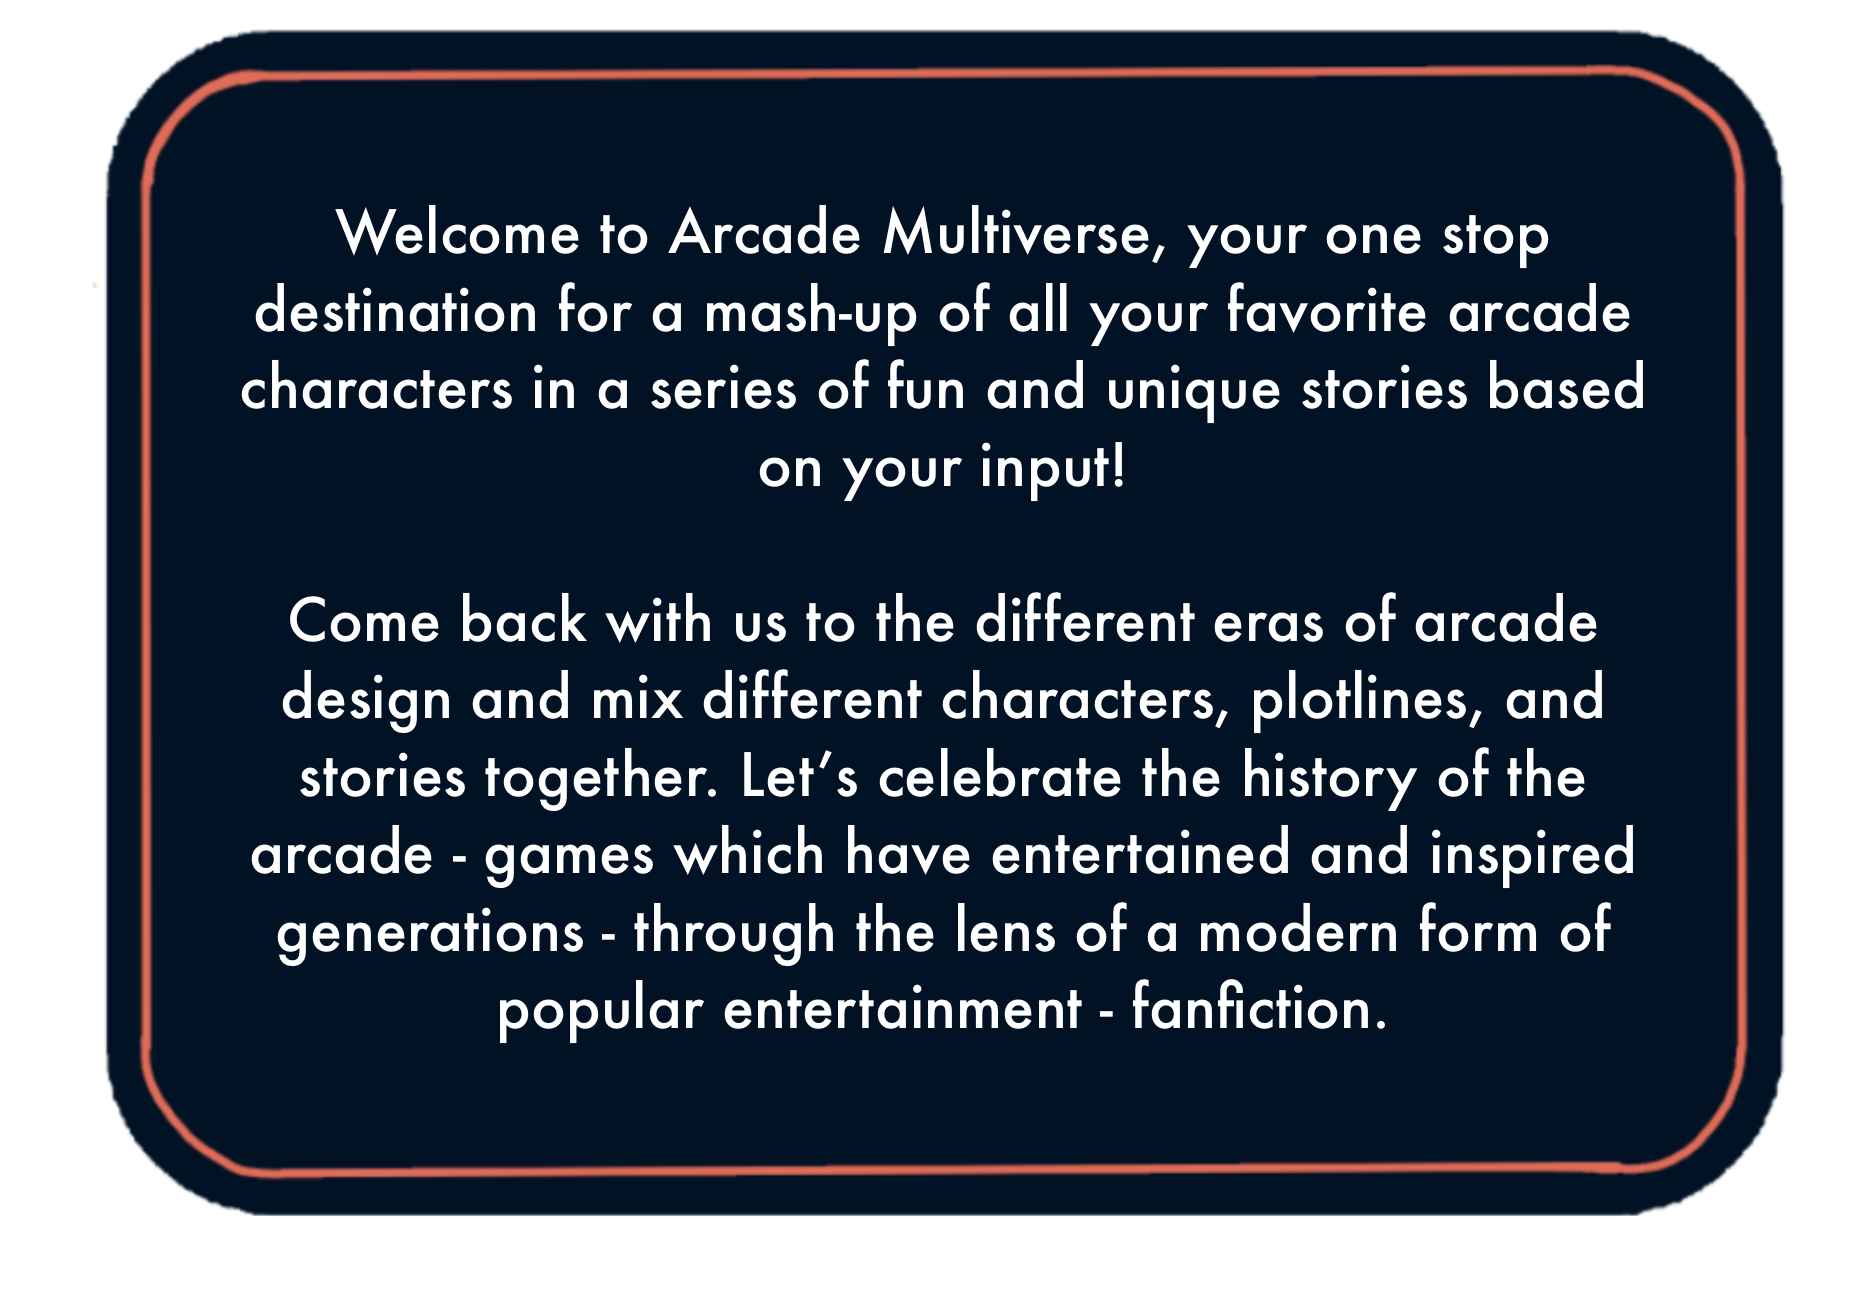 Welcome to Arcade Multiverse, your one stop
destination for a mash-up of all your favorite arcade
characters in a series of fun and unique stories based
on your input!
Come back with us to the different eras of arcade
design and mix different characters, plotlines, and
stories together. Let’s celebrate the history of the
arcade - games which have entertained and inspired
generations - through the lens of a modern form of
popular entertainment - fanfiction.